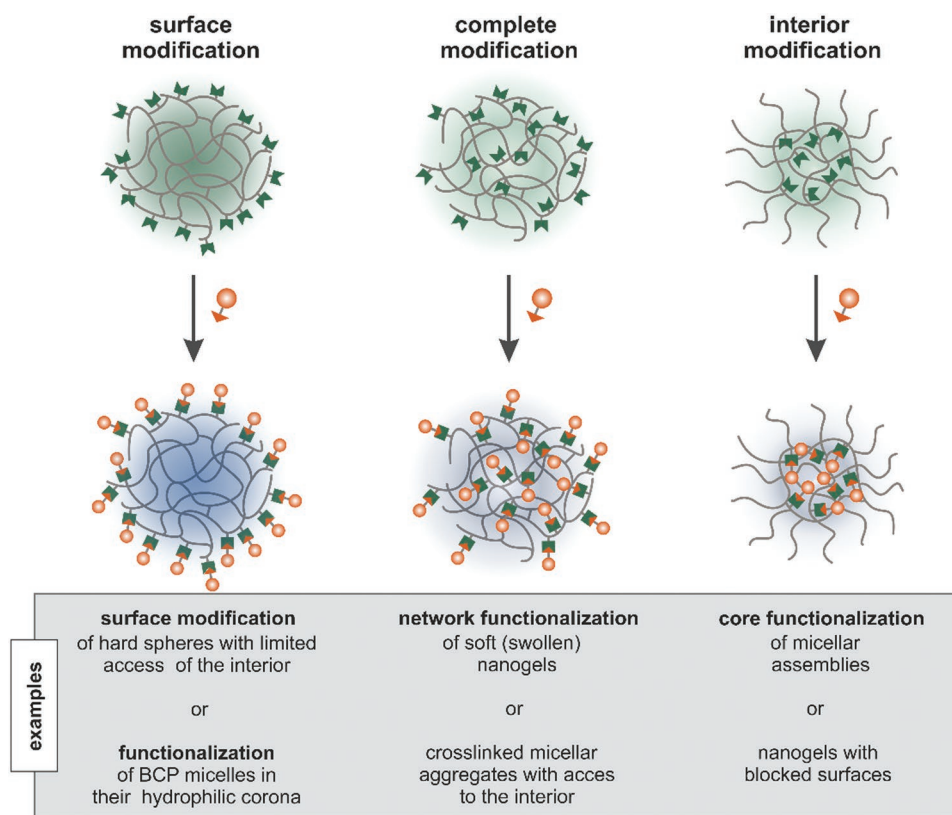 surface
modification
complete
modification
interior
modification
examples
surface modification
of hard spheres with limited
access of the interior
or
functionalization
of BCP micelles in
their hydrophilic corona
network functionalization
of soft (swollen)
nanogels
or
crosslinked micellar
aggregates with acces
to the interior
core functionalization
of micellar
assemblies
or
nanogels with
blocked surfaces